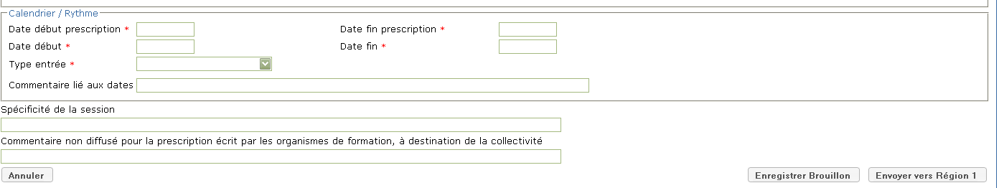 Calendrier / Rythme
Date début prescription * Date fin prescription *
Date début * Date fin *
Type entrée *
Commentaire lié aux dates
Spécificité de la session
Commentaire non diffusé pour la prescription écrit par les organismes de formation, à destination de la collectivité
Annuler Enregistrer Brouillon Envoyer vers Région 1